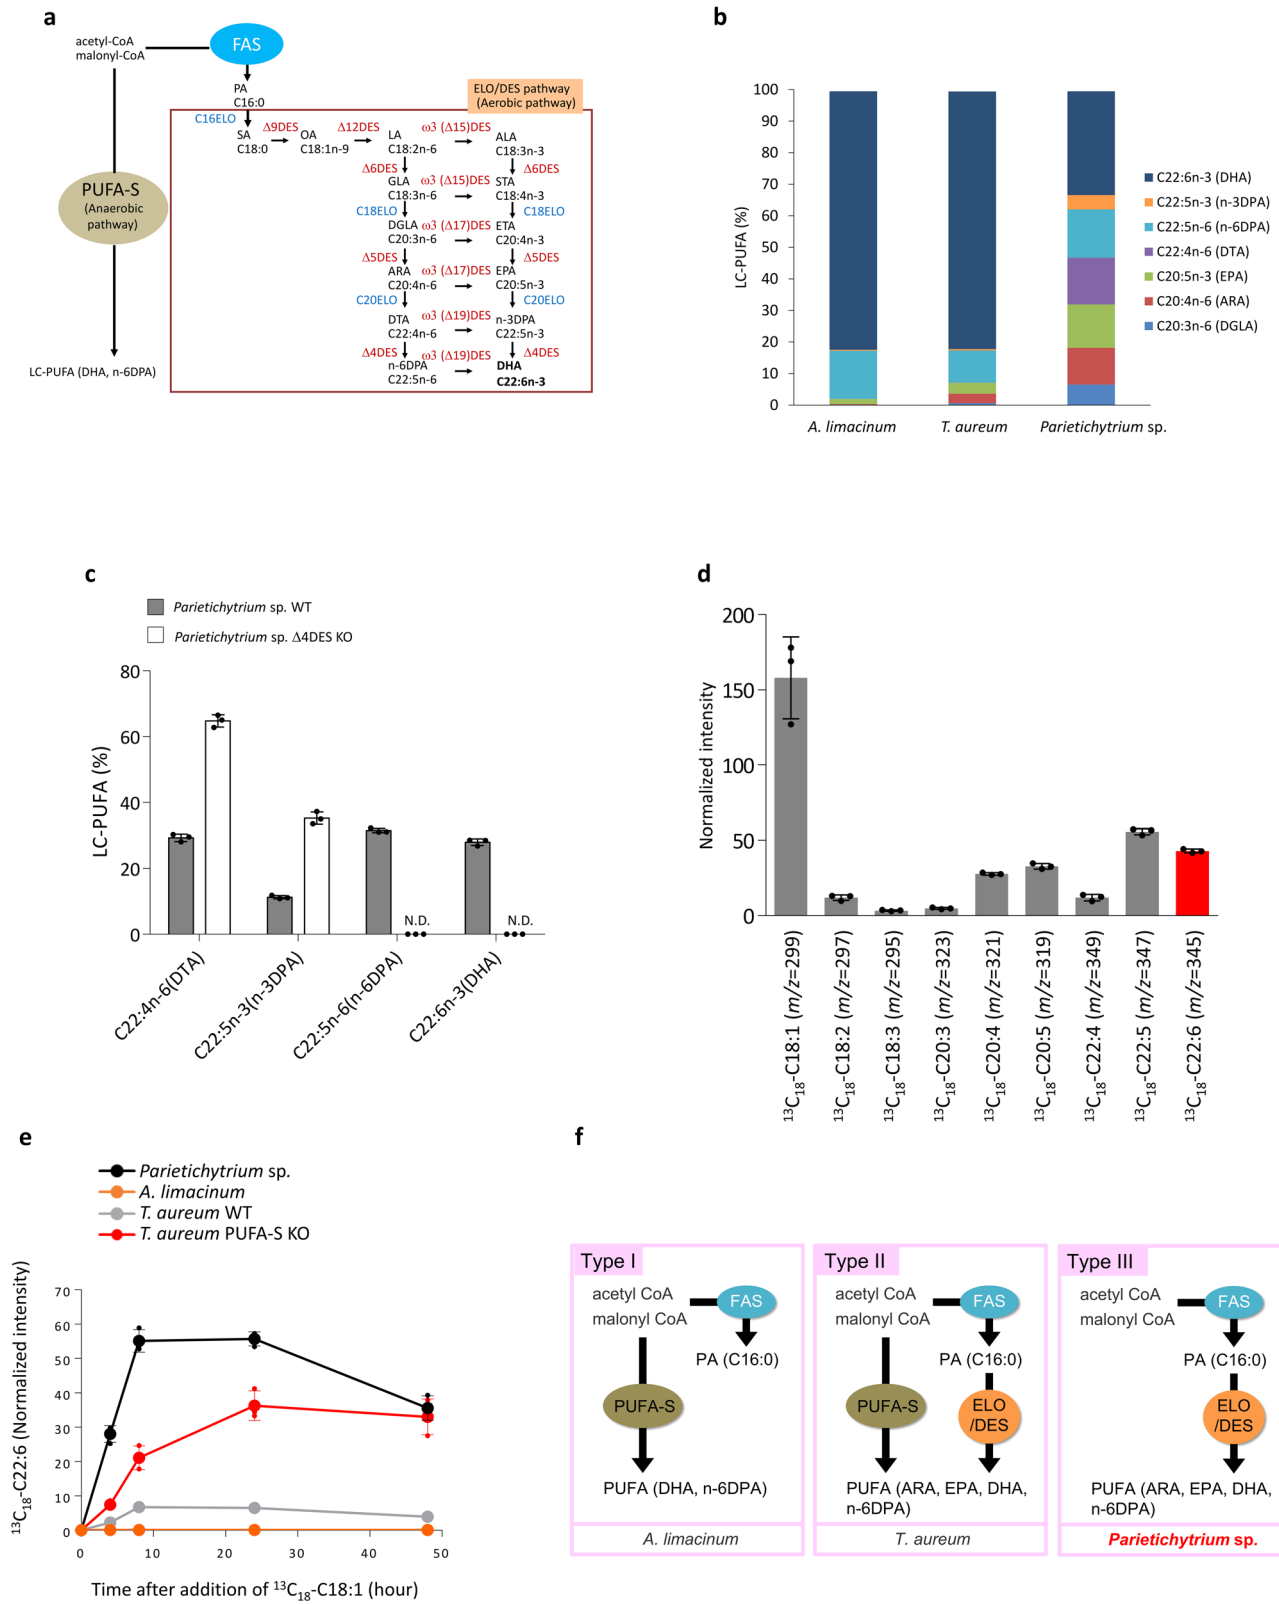 a
acetyl-CoA
malonyl-CoA
FAS
PA
C16:0
ELO/DES pathway
(Aerobic pathway)
C16ELO
SA
C18:0
Δ9DES
OA
C18:1n-9
Δ12DES
LA
C18:2n-6
ω3 (Δ15)DES
ALA
C18:3n-3
Δ6DES
Δ6DES
GLA
C18:3n-6
ω3 (Δ15)DES
STA
C18:4n-3
C18ELO
C18ELO
DGLA
C20:3n-6
ω3 (Δ17)DES
ETA
C20:4n-3
Δ5DES
Δ5DES
ARA
C20:4n-6
ω3 (Δ17)DES
EPA
C20:5n-3
C20ELO
C20ELO
DTA
C22:4n-6
ω3 (Δ19)DES
n-3DPA
C22:5n-3
Δ4DES
Δ4DES
n-6DPA
C22:5n-6
ω3 (Δ19)DES
DHA
C22:6n-3
PUFA-S
(Anaerobic
pathway)
LC-PUFA (DHA, n-6DPA)
b
LC-PUFA (%)
100
90
80
70
60
50
40
30
20
10
0
A. limacinum
T. aureum
Parietichytrium sp.
C22:6n-3 (DHA)
C22:5n-3 (n-3DPA)
C22:5n-6 (n-6DPA)
C22:4n-6 (DTA)
C20:5n-3 (EPA)
C20:4n-6 (ARA)
C20:3n-6 (DGLA)
c
Parietichytrium sp. WT
Parietichytrium sp. Δ4DES KO
LC-PUFA (%)
80
60
40
20
0
N.D.
N.D.
C22:4n-6(DTA)
C22:5n-3(n-3DPA)
C22:5n-6(n-6DPA)
C22:6n-3(DHA)
d
Normalized intensity
200
150
100
50
0
¹³C₁₈-C18:1 (m/z=299)
¹³C₁₈-C18:2 (m/z=297)
¹³C₁₈-C18:3 (m/z=295)
¹³C₁₈-C20:3 (m/z=323)
¹³C₁₈-C20:4 (m/z=321)
¹³C₁₈-C20:5 (m/z=319)
¹³C₁₈-C22:4 (m/z=349)
¹³C₁₈-C22:5 (m/z=347)
¹³C₁₈-C22:6 (m/z=345)
e
Parietichytrium sp.
A. limacinum
T. aureum WT
T. aureum PUFA-S KO
¹³C₁₈-C22:6 (Normalized intensity)
70
60
50
40
30
20
10
0
0 10 20 30 40 50
Time after addition of ¹³C₁₈-C18:1 (hour)
f
Type I
acetyl CoA
malonyl CoA
FAS
PA (C16:0)
PUFA-S
PUFA (DHA, n-6DPA)
A. limacinum
Type II
acetyl CoA
malonyl CoA
FAS
PA (C16:0)
PUFA-S
ELO
/DES
PUFA (ARA, EPA, DHA,
n-6DPA)
T. aureum
Type III
acetyl CoA
malonyl CoA
FAS
PA (C16:0)
ELO
/DES
PUFA (ARA, EPA, DHA,
n-6DPA)
Parietichytrium sp.